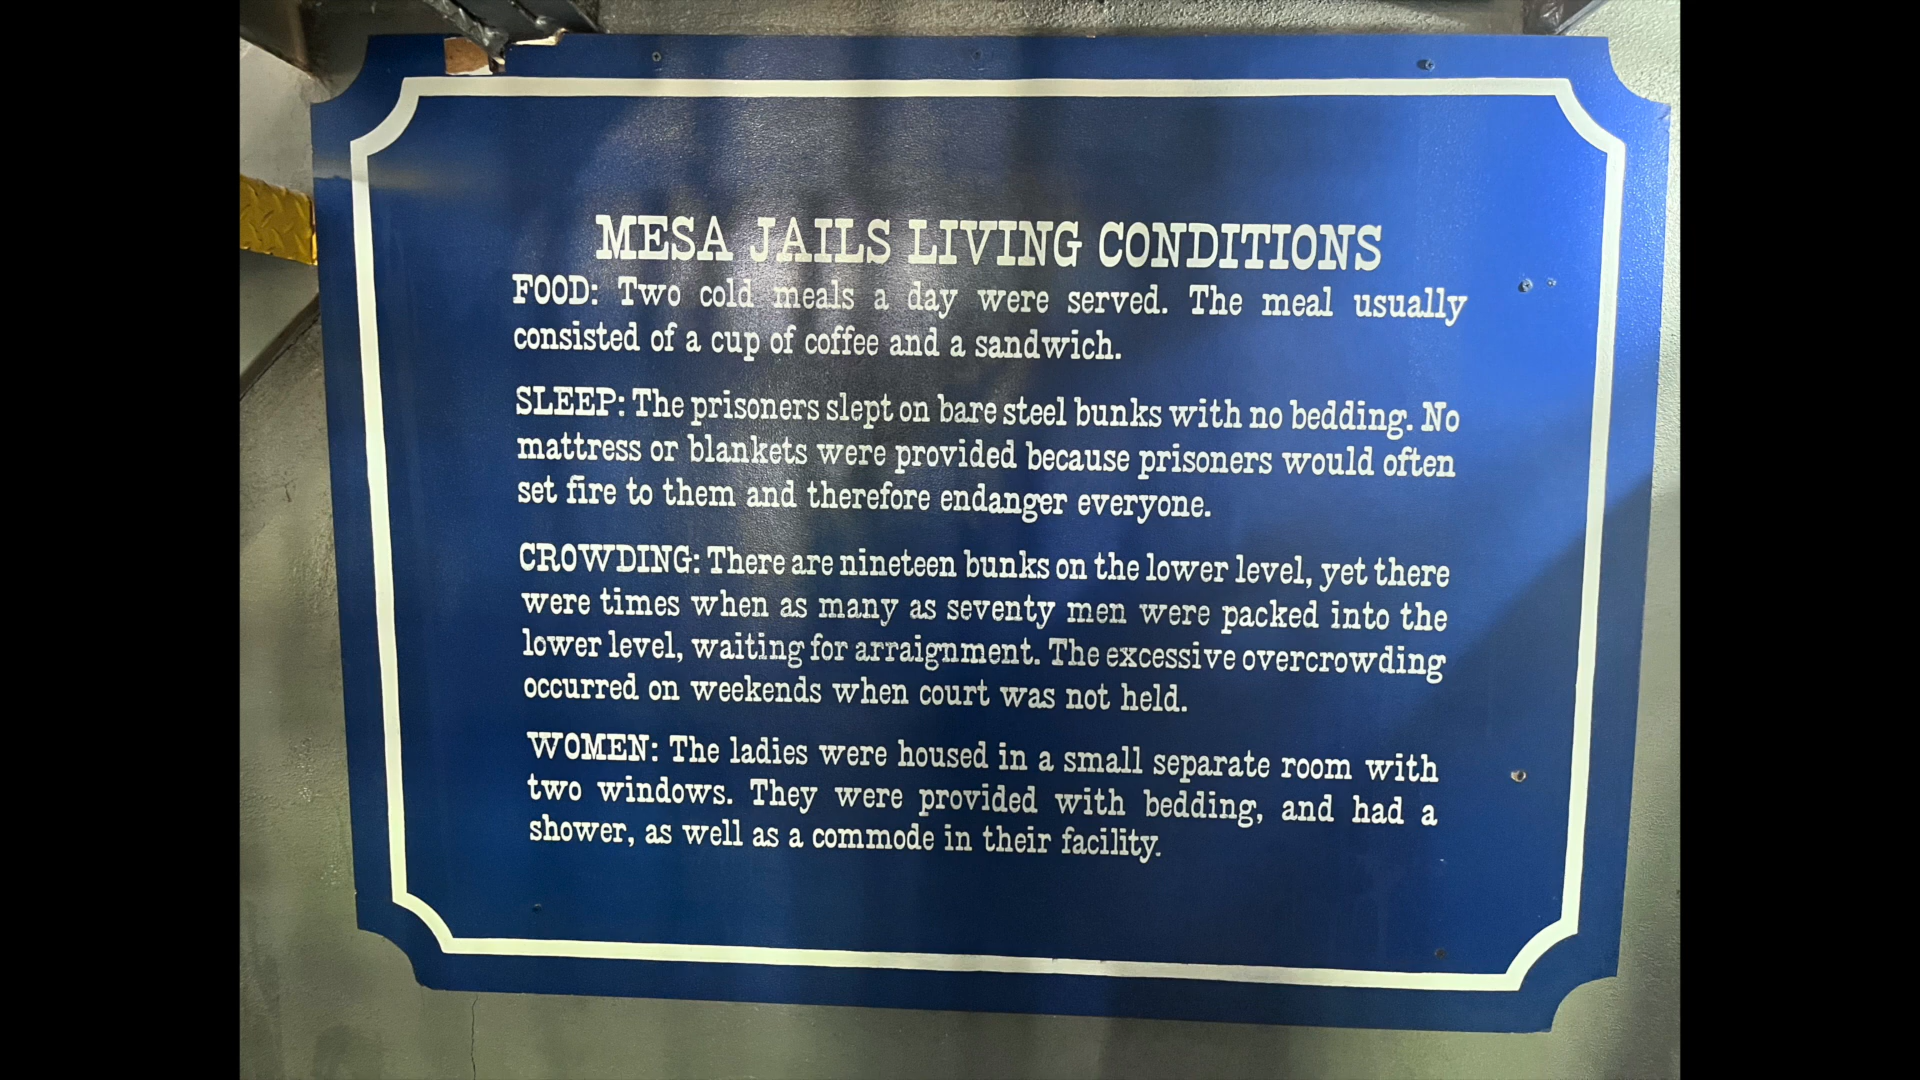 MESA JAILS LIVING CONDITIONS
FOOD: Two cold meals a day were served. The meal usually
consisted of a cup of coffee and a sandwich.
SLEEP: The prisoners slept on bare steel bunks with no bedding. No
mattress or blankets were provided because prisoners would often
set fire to them and therefore endanger everyone.
CROWDING: There are nineteen bunks on the lower level, yet there
were times when as many as seventy men were packed into the
lower level, waiting for arraignment. The excessive overcrowding
occurred on weekends when court was not held.
WOMEN: The ladies were housed in a small separate room with
two windows. They were provided with bedding, and had a
shower, as well as a commode in their facility.